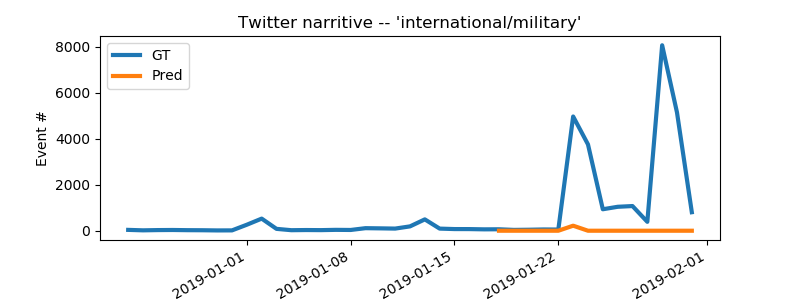 Twitter narritive -- 'international/military'
GT
Pred
Event #
8000
6000
4000
2000
0
2019-01-01
2019-01-08
2019-01-15
2019-01-22
2019-02-01